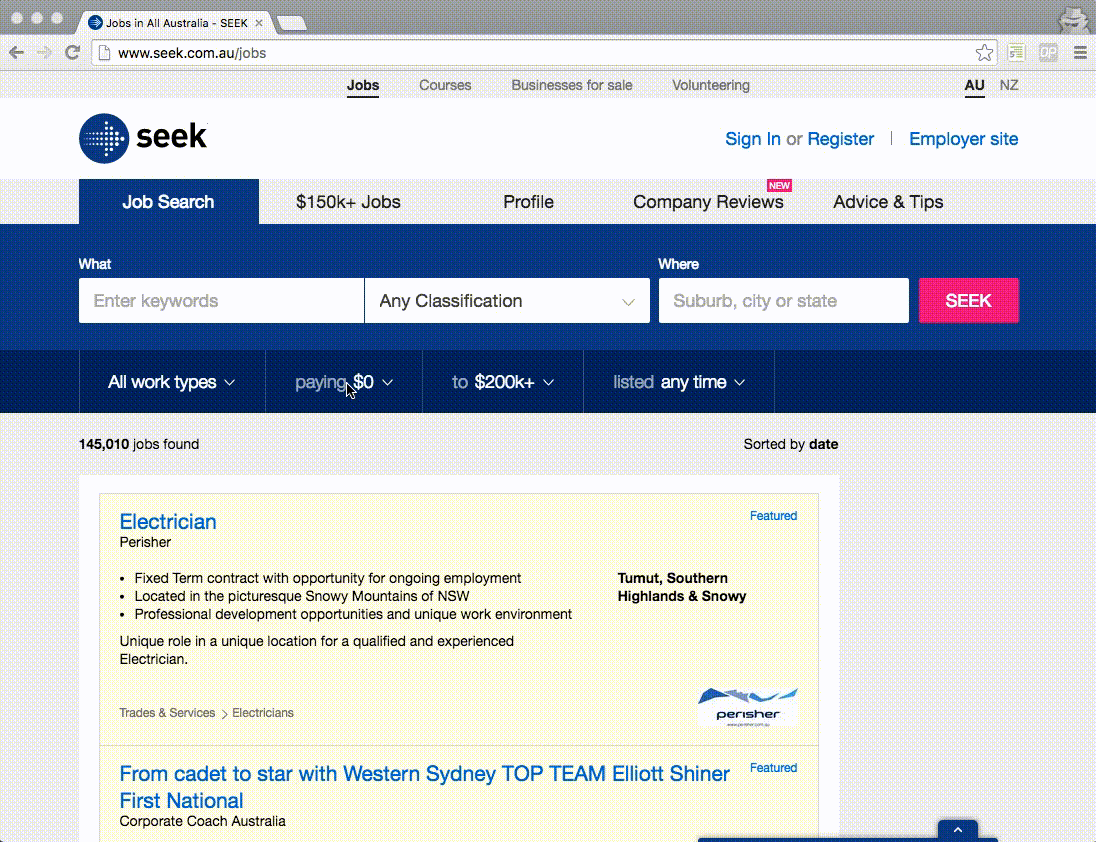 Jobs in All Australia - SEEK
www.seek.com.au/jobs
QP
Jobs Courses Businesses for sale Volunteering AU NZ
seek
Sign In or Register Employer site
NEW
Job Search $150k+ Jobs Profile Company Reviews Advice & Tips
What Where
Enter keywords Any Classification Suburb, city or state SEEK
All work types paying $0 to $200k+ listed any time
145,010 jobs found Sorted by date
Electrician Featured
Perisher
• Fixed Term contract with opportunity for ongoing employment Tumut, Southern
• Located in the picturesque Snowy Mountains of NSW Highlands & Snowy
• Professional development opportunities and unique work environment
Unique role in a unique location for a qualified and experienced
Electrician.
perisher
www.perisher.com.au
Trades & Services > Electricians
From cadet to star with Western Sydney TOP TEAM Elliott Shiner Featured
First National
Corporate Coach Australia